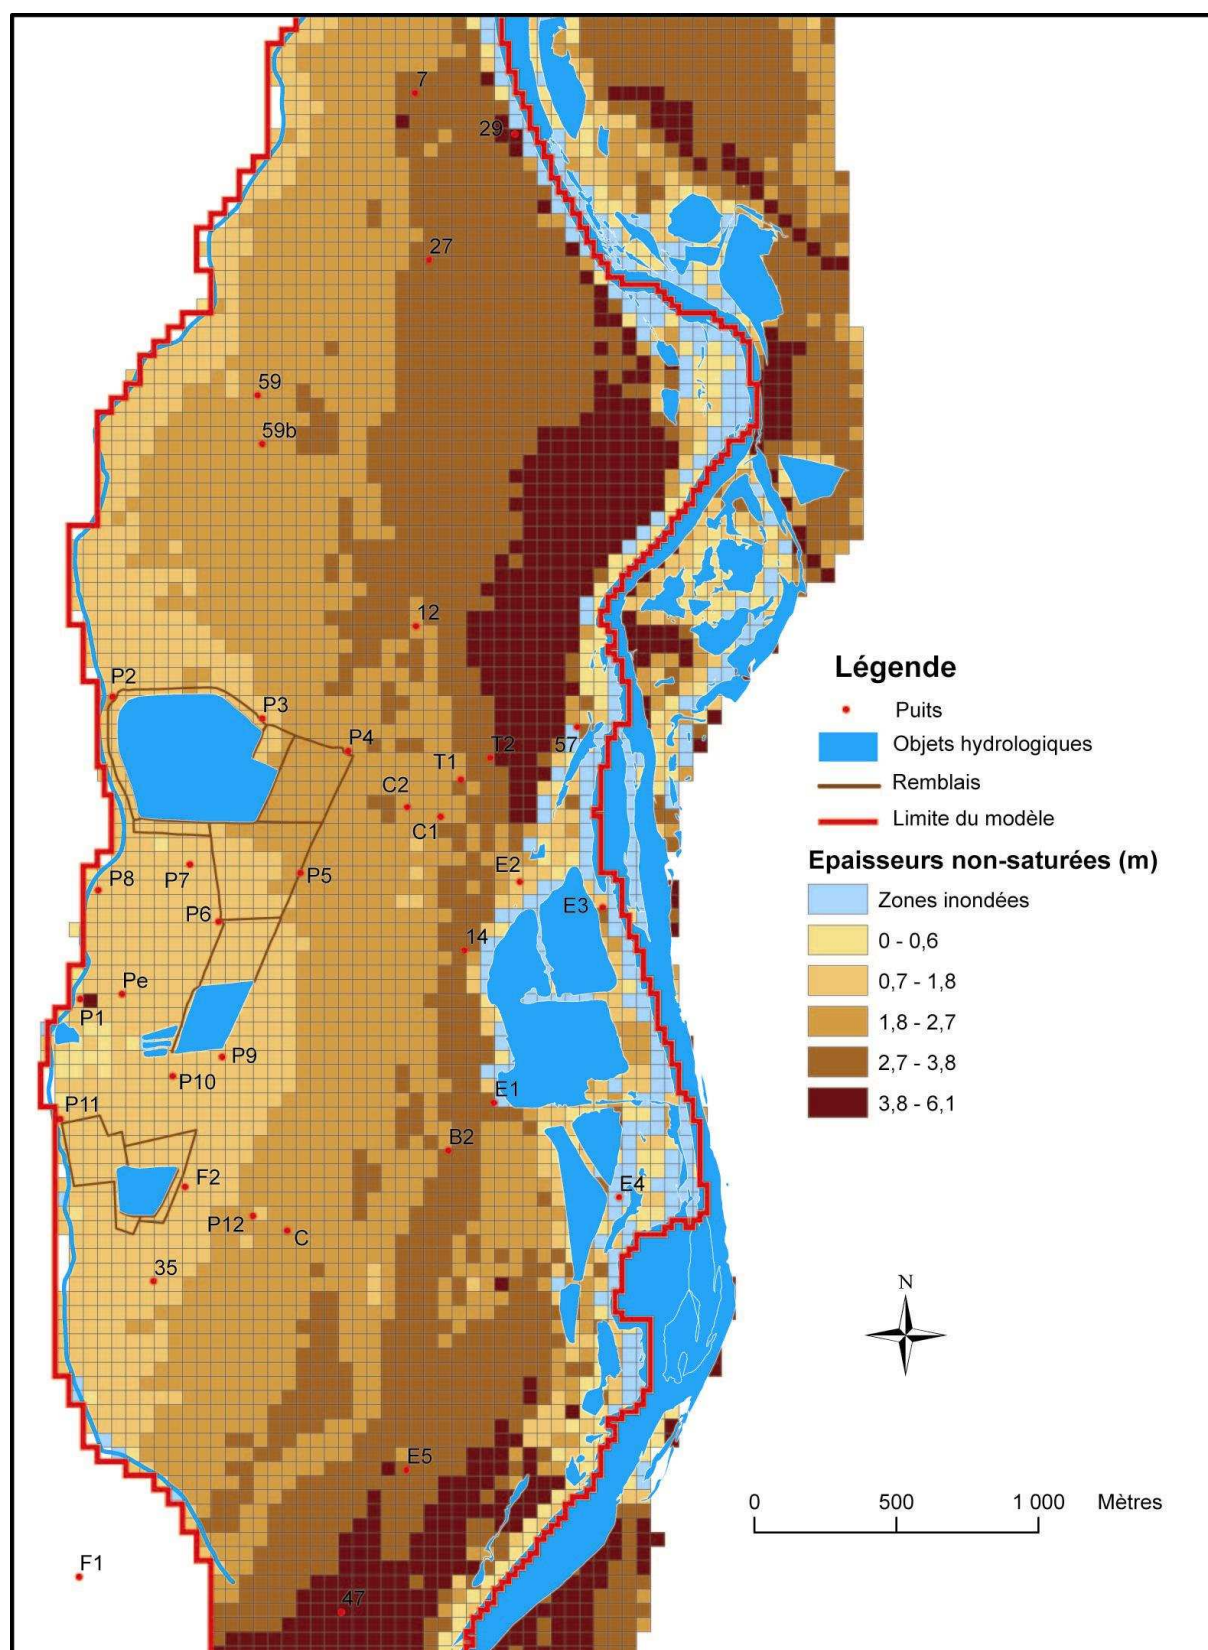 7
29
27
59
59b
12
P2
P3
P4
57
T2
T1
C2
C1
E2
P8
P7
P5
E3
P6
14
Pe
P1
P9
P10
E1
P11
B2
F2
E4
P12
C
35
E5
F1
47
Légende
Puits
Objets hydrologiques
Remblais
Limite du modèle
Epaisseurs non-saturées (m)
Zones inondées
0 - 0,6
0,7 - 1,8
1,8 - 2,7
2,7 - 3,8
3,8 - 6,1
N
0 500 1 000 Mètres